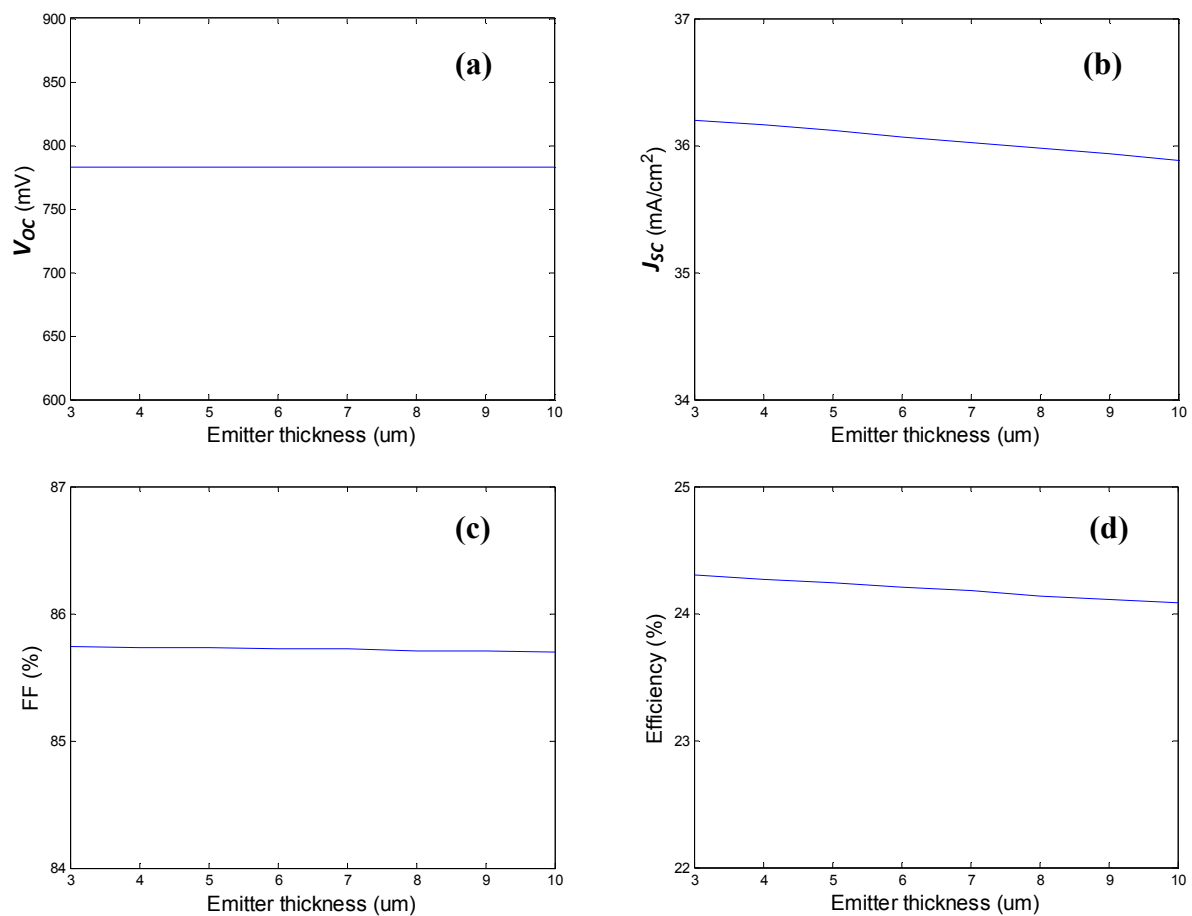 900
850
800
750
700
650
600
V_OC (mV)
(a)
3 4 5 6 7 8 9 10
Emitter thickness (um)
37
36
35
34
J_SC (mA/cm²)
(b)
3 4 5 6 7 8 9 10
Emitter thickness (um)
87
86
85
84
FF (%)
(c)
3 4 5 6 7 8 9 10
Emitter thickness (um)
25
24
23
22
Efficiency (%)
(d)
3 4 5 6 7 8 9 10
Emitter thickness (um)